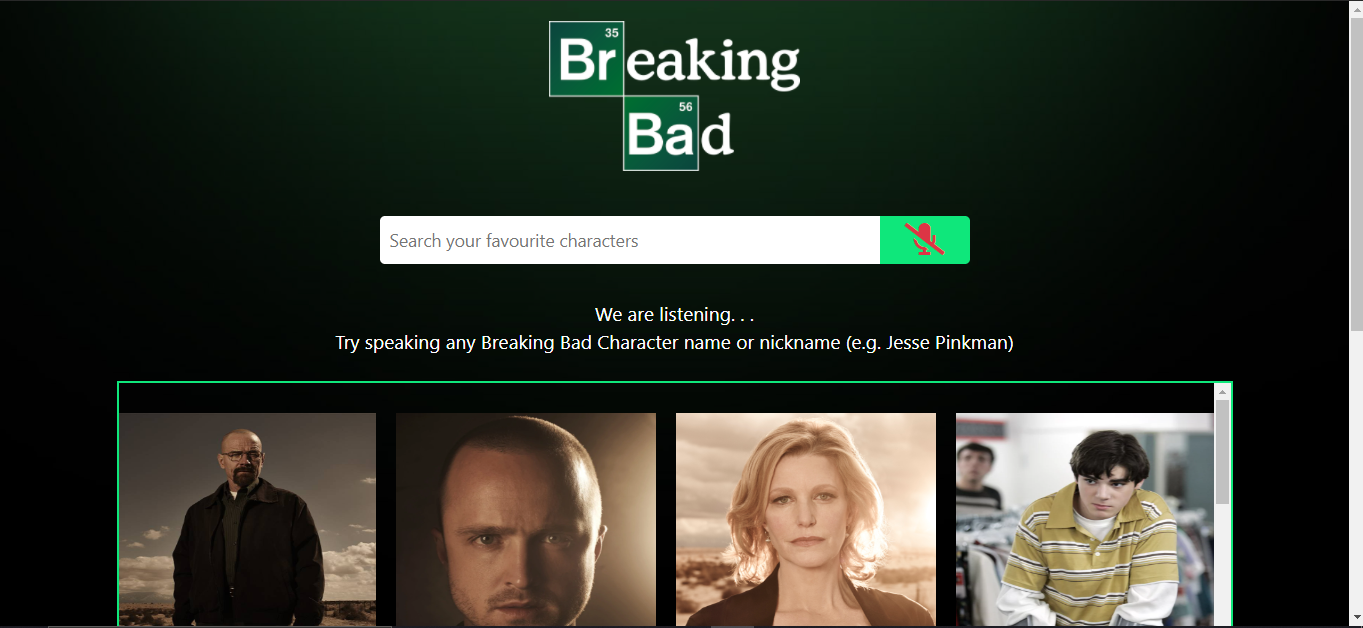 35
Breaking
56
Bad
Search your favourite characters
We are listening. . .
Try speaking any Breaking Bad Character name or nickname (e.g. Jesse Pinkman)